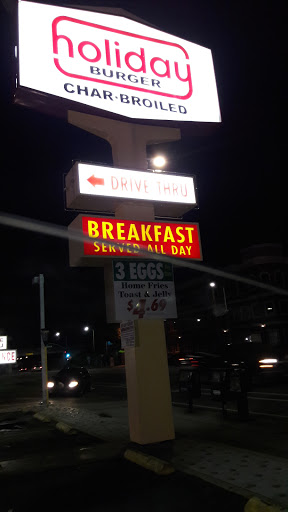 holiday
BURGER
CHAR-BROILED
DRIVE THRU
BREAKFAST
SERVED ALL DAY
3 EGGS
Home Fries
Toast & Jelly